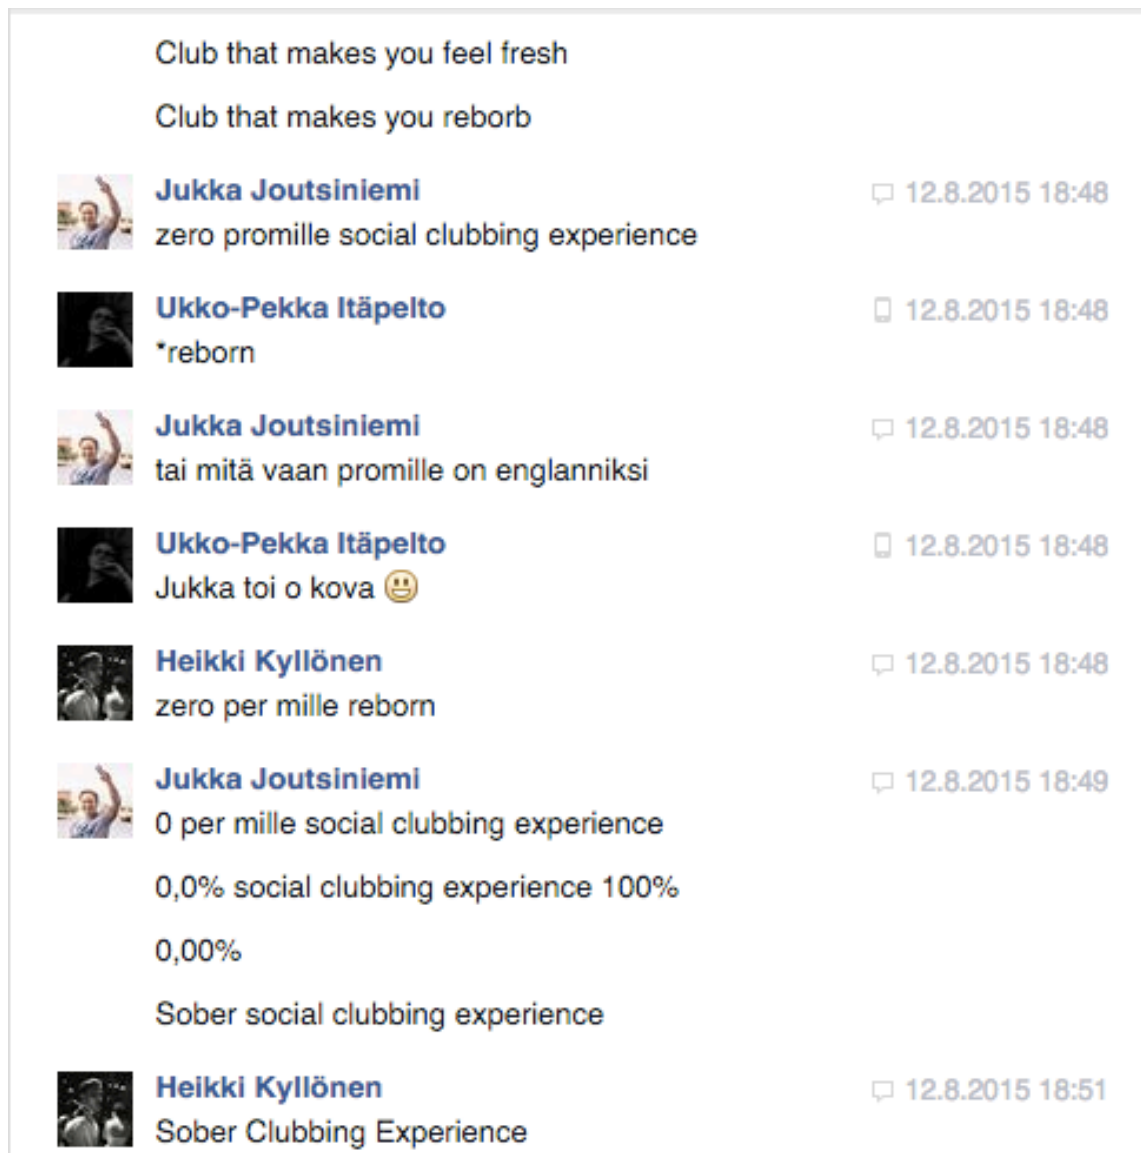 Club that makes you feel fresh
Club that makes you reborb
Jukka Joutsiniemi 12.8.2015 18:48
zero promille social clubbing experience
Ukko-Pekka Itäpelto 12.8.2015 18:48
*reborn
Jukka Joutsiniemi 12.8.2015 18:48
tai mitä vaan promille on englanniksi
Ukko-Pekka Itäpelto 12.8.2015 18:48
Jukka toi o kova 😃
Heikki Kyllönen 12.8.2015 18:48
zero per mille reborn
Jukka Joutsiniemi 12.8.2015 18:49
0 per mille social clubbing experience
0,0% social clubbing experience 100%
0,00%
Sober social clubbing experience
Heikki Kyllönen 12.8.2015 18:51
Sober Clubbing Experience